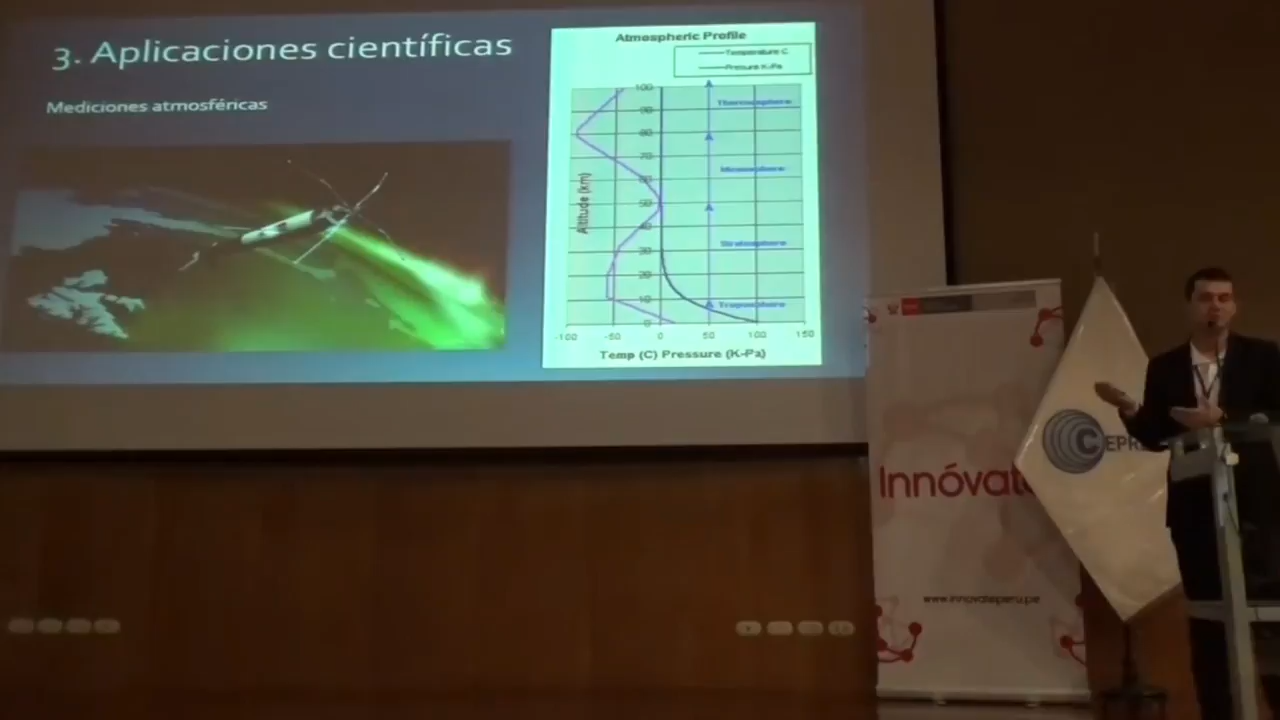 3. Aplicaciones científicas
Mediciones atmosféricas
Atmospheric Profile
Temperature C
Pressure K-Pa
100
90
80
70
60
50
40
30
20
10
0
Thermosphere
Mesosphere
Stratosphere
Troposphere
Altitude (km)
-100 -50 0 50 100 150
Temp (C) Pressure (K-Pa)
Innóvate
www.innovateperu.pe
C
EPRE